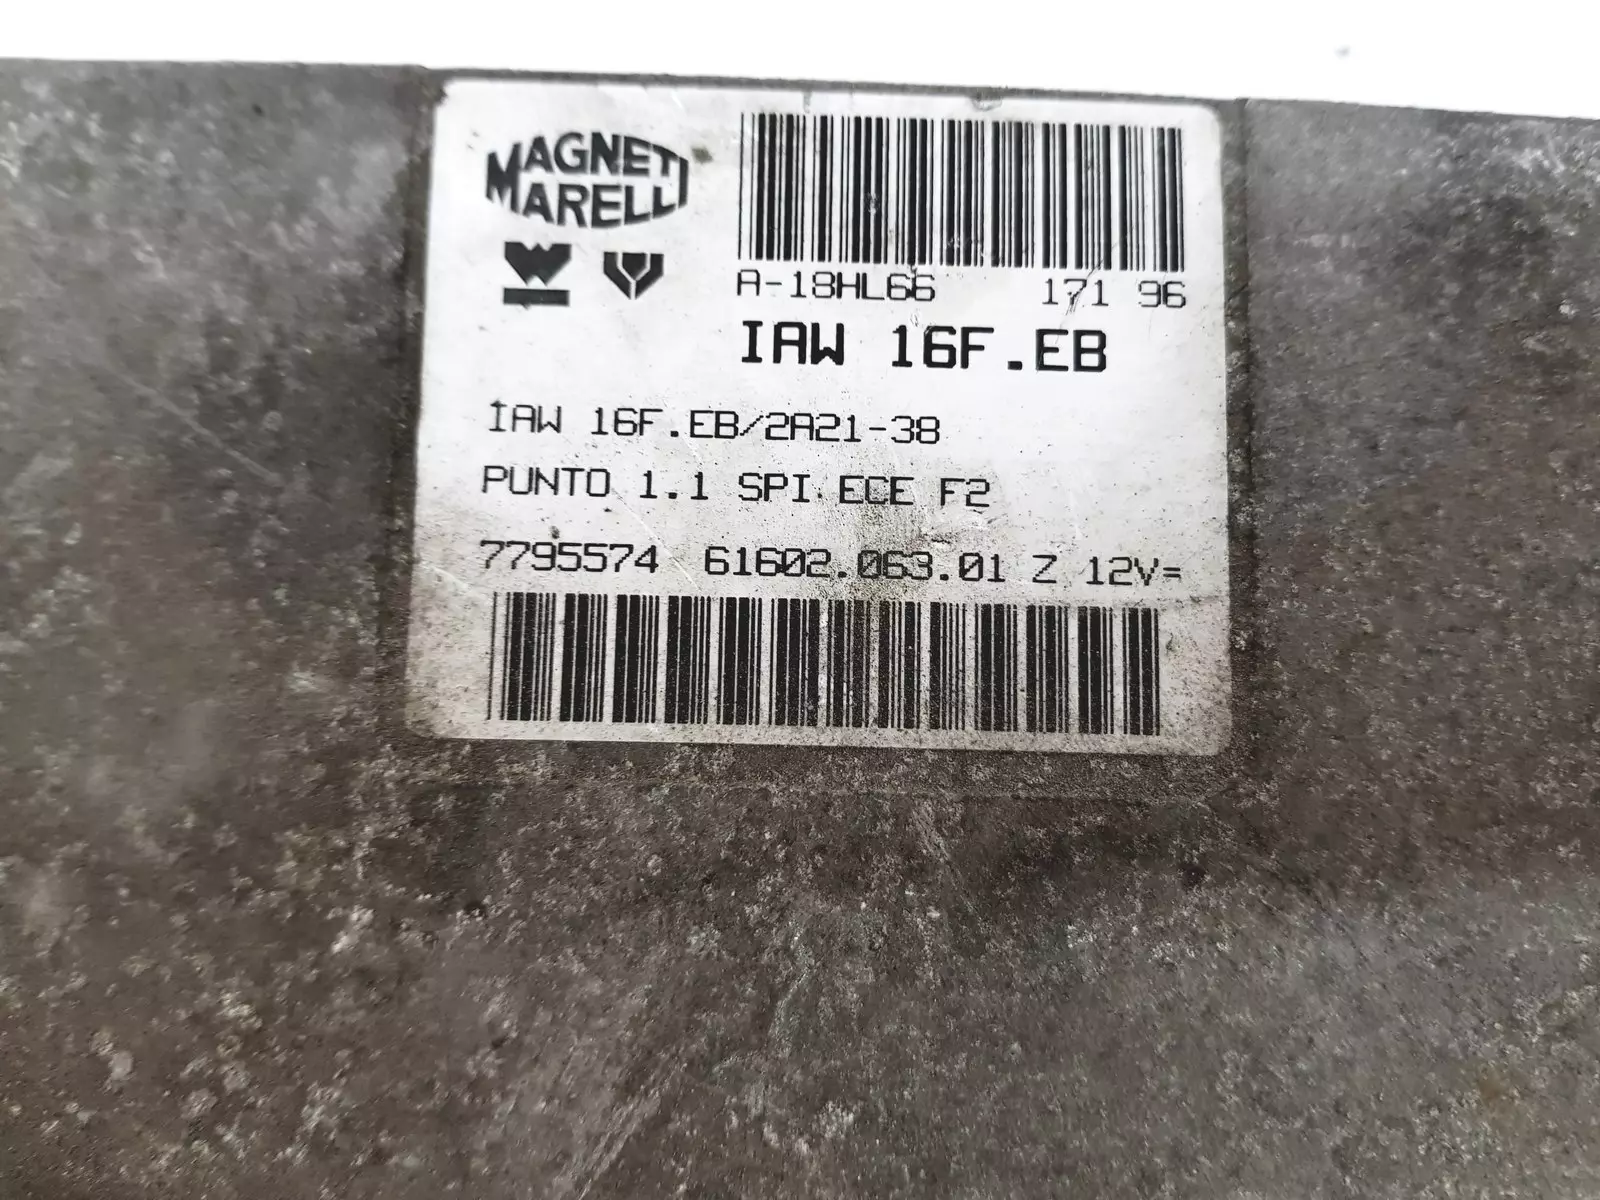 MAGNETI
MARELLI
A-18HL66 171 96
IAW 16F.EB
IAW 16F.EB/2A21-38
PUNTO 1.1 SPI ECE F2
7795574 61602.063.01 Z 12V=